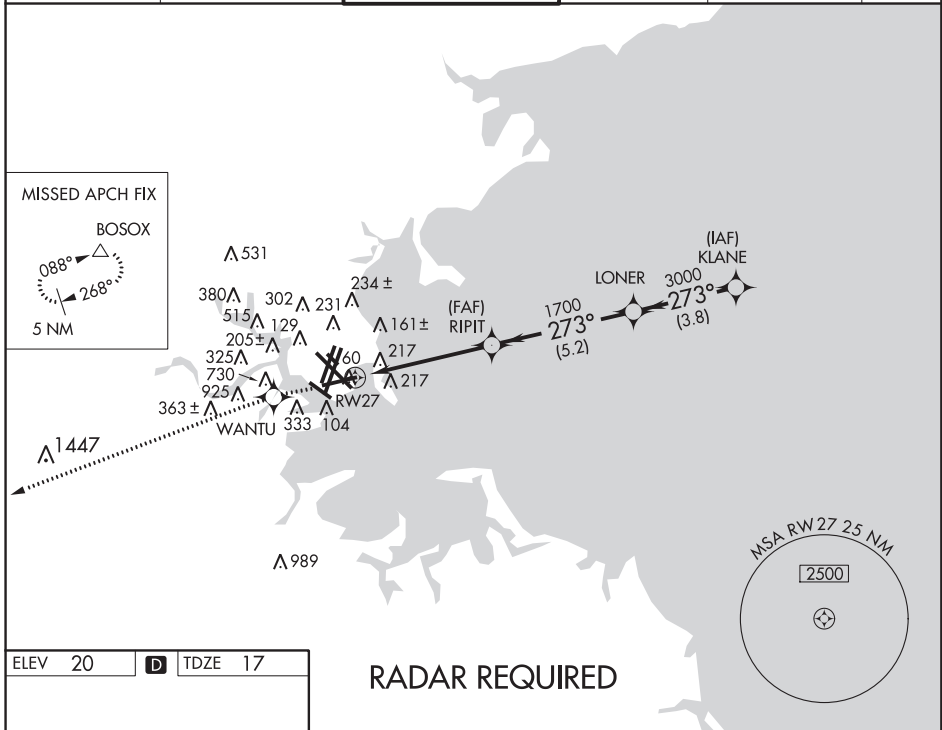 MISSED APCH FIX
BOSOX
088°
268°
5 NM
531
380
302
231
234 ±
515
129
161±
205±
325
217
60
730
217
925
RW27
363 ±
WANTU
333
104
1447
989
(FAF)
RIPIT
1700
273°
(5.2)
LONER
3000
273°
(3.8)
(IAF)
KLANE
MSA RW 27 25 NM
2500
ELEV 20
D
TDZE 17
RADAR REQUIRED